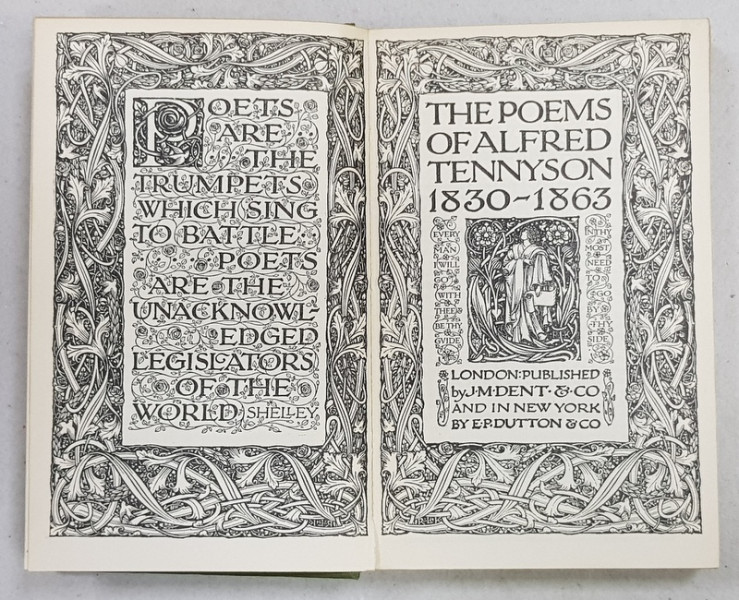 POETS
ARE
THE
TRUMPETS
WHICH SING
TO BATTLE
POETS
ARE THE
UNACKNOWL-
EDGED
LEGISLATORS
OF THE
WORLD SHELLEY
THE POEMS
OF ALFRED
TENNYSON
1830-1863
EVERY
MAN
I WILL
GO
WITH
THEE &
BE THY
GVIDE
IN THY
MOST
NEED
TO
GO
BY
THY
SIDE
LONDON:PUBLISHED
by J·M·DENT·&·CO
AND IN NEW YORK
BY E·P·DUTTON & CO